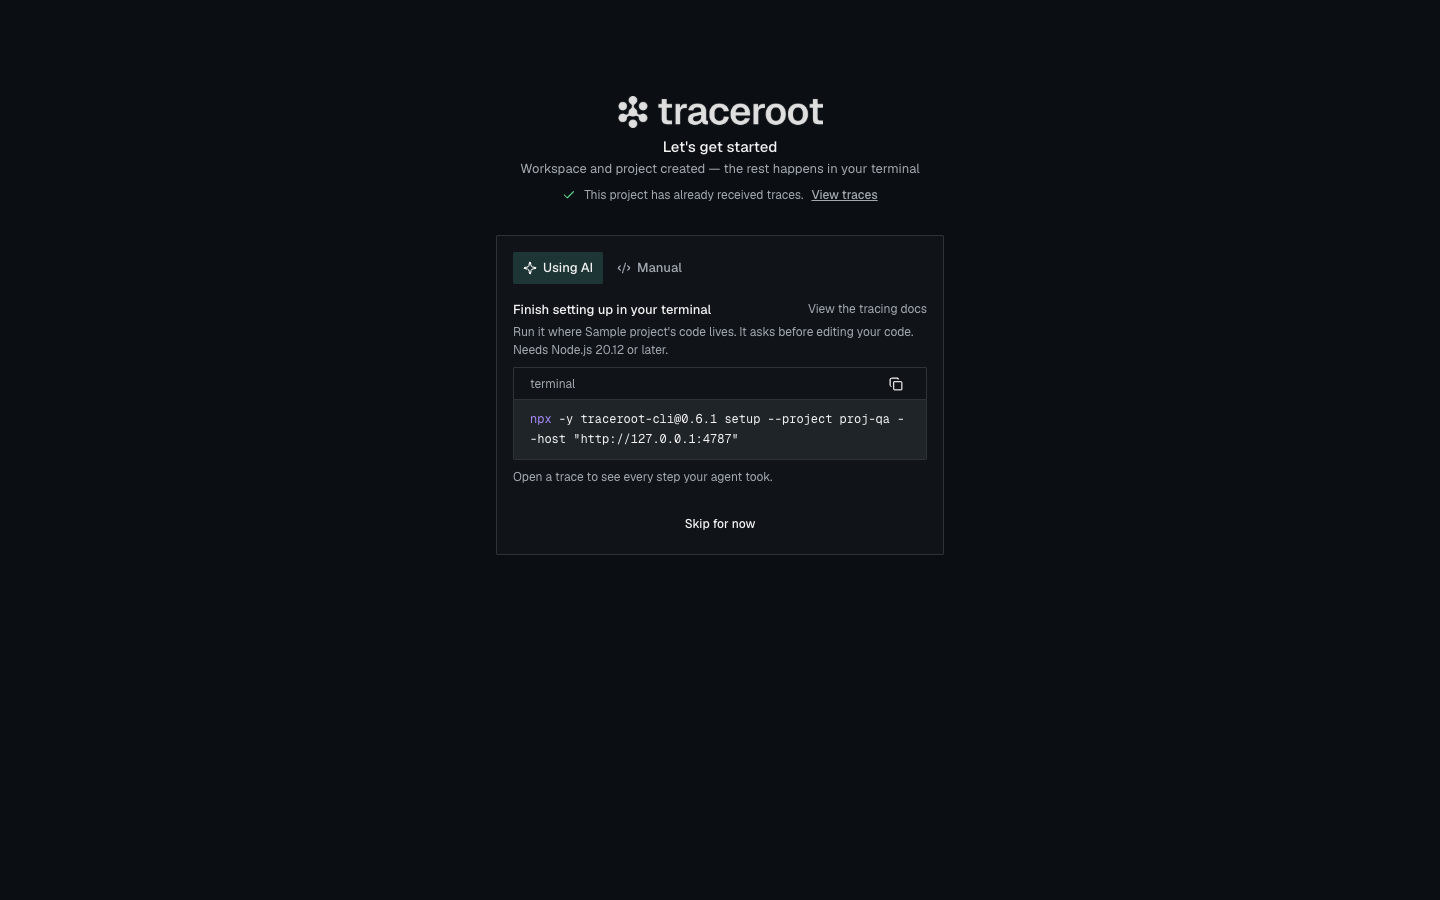 traceroot
Let's get started
Workspace and project created — the rest happens in your terminal
This project has already received traces. View traces
Using AI
Manual
Finish setting up in your terminal
View the tracing docs
Run it where Sample project's code lives. It asks before editing your code.
Needs Node.js 20.12 or later.
terminal
npx -y traceroot-cli@0.6.1 setup --project proj-qa -
-host "http://127.0.0.1:4787"
Open a trace to see every step your agent took.
Skip for now